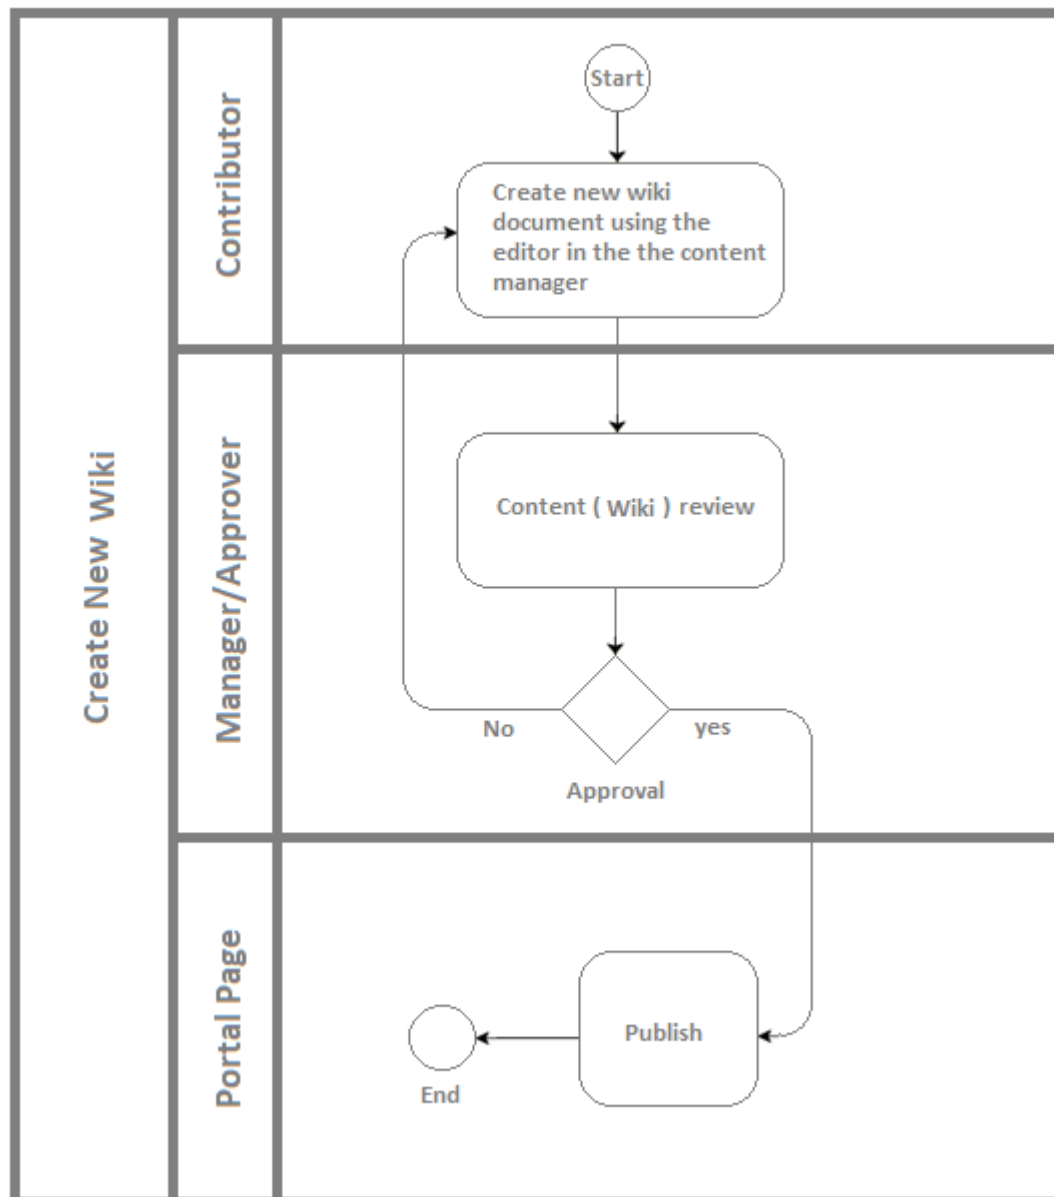 Create New Wiki
Contributor
Start
Create new wiki
document using the
editor in the the content
manager
Manager/Approver
Content ( Wiki ) review
No
yes
Approval
Portal Page
Publish
End